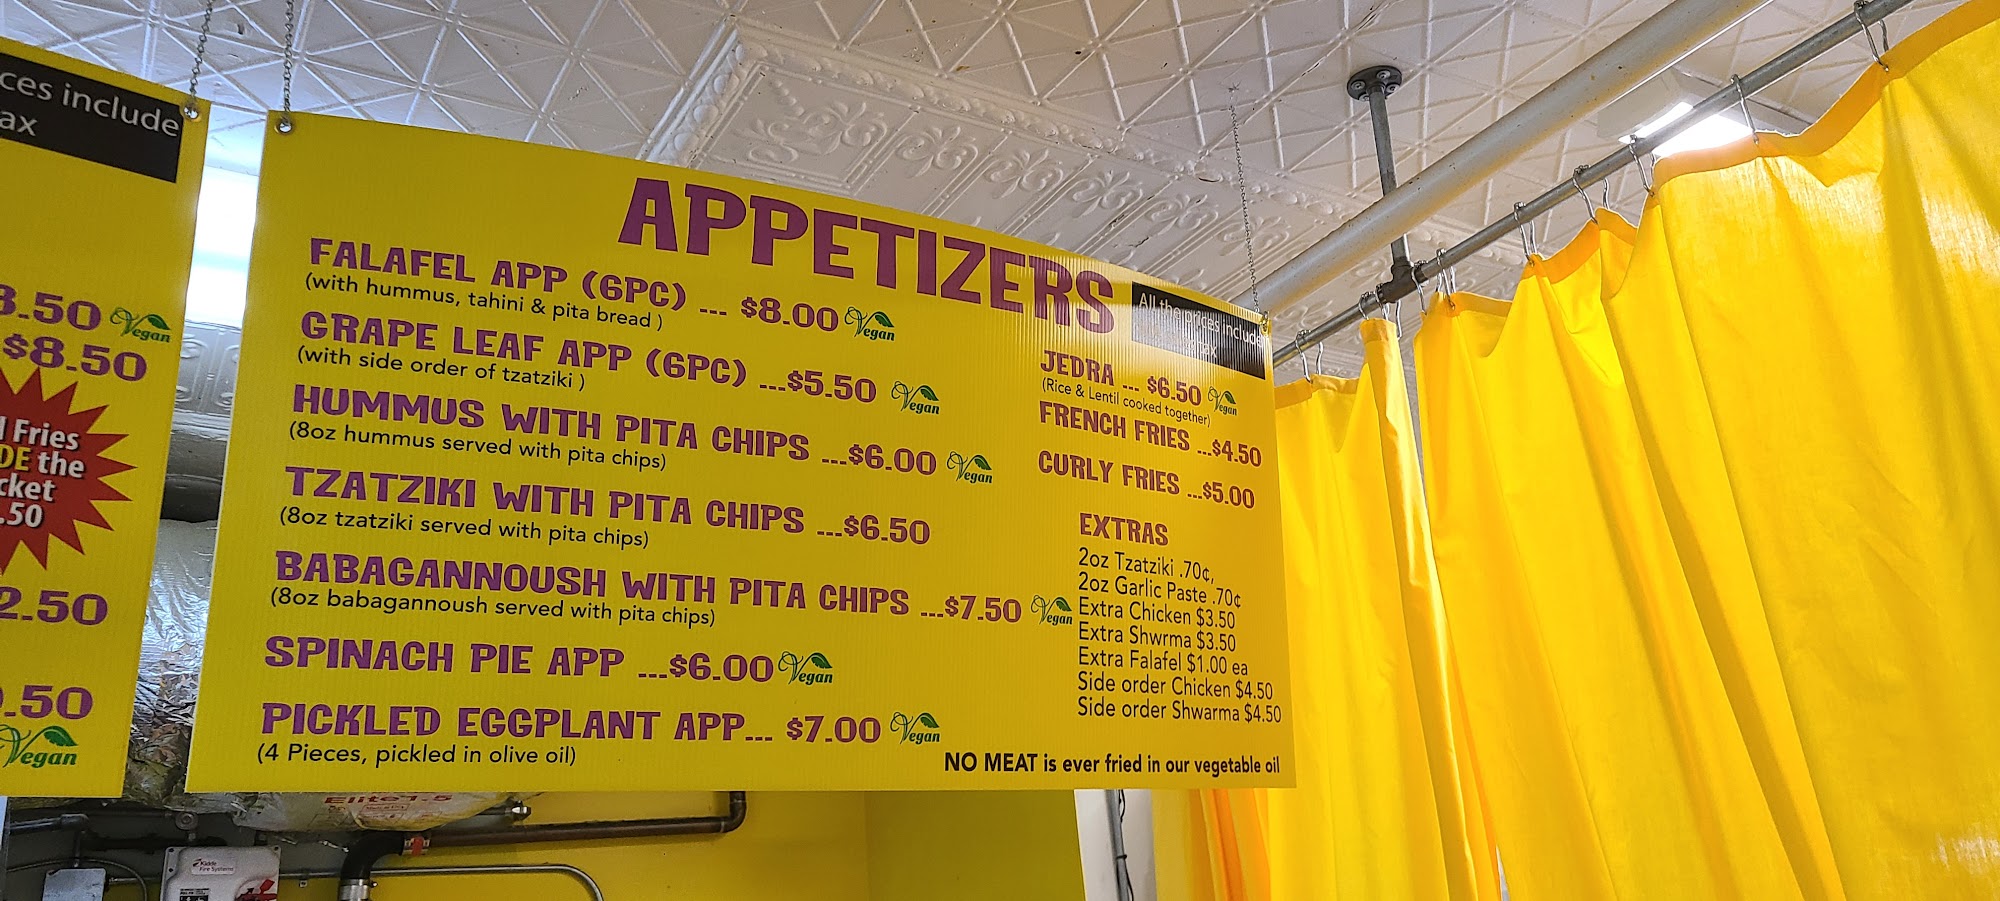 ces include
ax
3.50 Vegan
$8.50
Fries
DE the
cket
.50
2.50
.50
Vegan
APPETIZERS
All the prices include
tax
FALAFEL APP (6PC) ... $8.00 Vegan
(with hummus, tahini & pita bread )
GRAPE LEAF APP (6PC) ...$5.50 Vegan
(with side order of tzatziki )
HUMMUS WITH PITA CHIPS ...$6.00 Vegan
(8oz hummus served with pita chips)
TZATZIKI WITH PITA CHIPS ...$6.50
(8oz tzatziki served with pita chips)
BABAGANNOUSH WITH PITA CHIPS ...$7.50 Vegan
(8oz babagannoush served with pita chips)
SPINACH PIE APP ...$6.00 Vegan
PICKLED EGGPLANT APP... $7.00 Vegan
(4 Pieces, pickled in olive oil)
JEDRA ... $6.50 Vegan
(Rice & Lentil cooked together)
FRENCH FRIES ...$4.50
CURLY FRIES ...$5.00
EXTRAS
2oz Tzatziki .70¢,
2oz Garlic Paste .70¢
Extra Chicken $3.50
Extra Shwrma $3.50
Extra Falafel $1.00 ea
Side order Chicken $4.50
Side order Shwarma $4.50
NO MEAT is ever fried in our vegetable oil
Elite 1.5
Kidde
Fire Systems